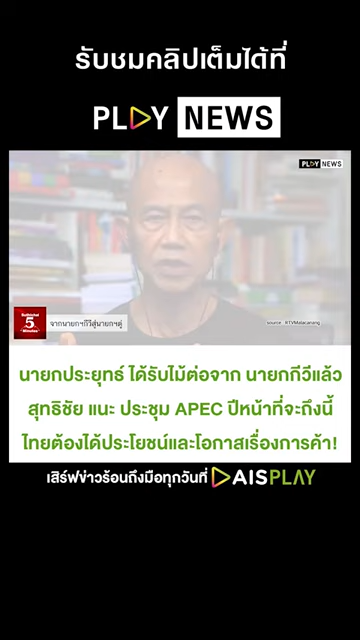 รับชมคลิปเต็มได้ที่
PLAY NEWS
PLAY NEWS
Suthichai
5
Minutes
จากนายกฯกีวีสู่นายกฯตู่
source : RTVMalacanang
นายกประยุทธ์ ได้รับไม้ต่อจาก นายกกีวีแล้ว
สุทธิชัย แนะ ประชุม APEC ปีหน้าที่จะถึงนี้
ไทยต้องได้ประโยชน์และโอกาสเรื่องการค้า!
เสิร์ฟข่าวร้อนถึงมือทุกวันที่ AISPLAY